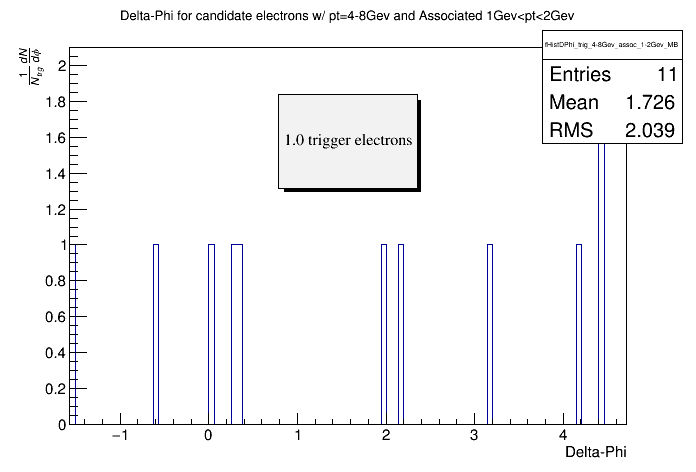 Delta-Phi for candidate electrons w/ pt=4-8Gev and Associated 1Gev<pt<2Gev
fHistDPhi_trig_4-8Gev_assoc_1-2Gev_MB
Entries 11
Mean 1.726
RMS 2.039
1.0 trigger electrons
1 dN
N_trg dϕ
2
1.8
1.6
1.4
1.2
1
0.8
0.6
0.4
0.2
0
−1 0 1 2 3 4
Delta-Phi